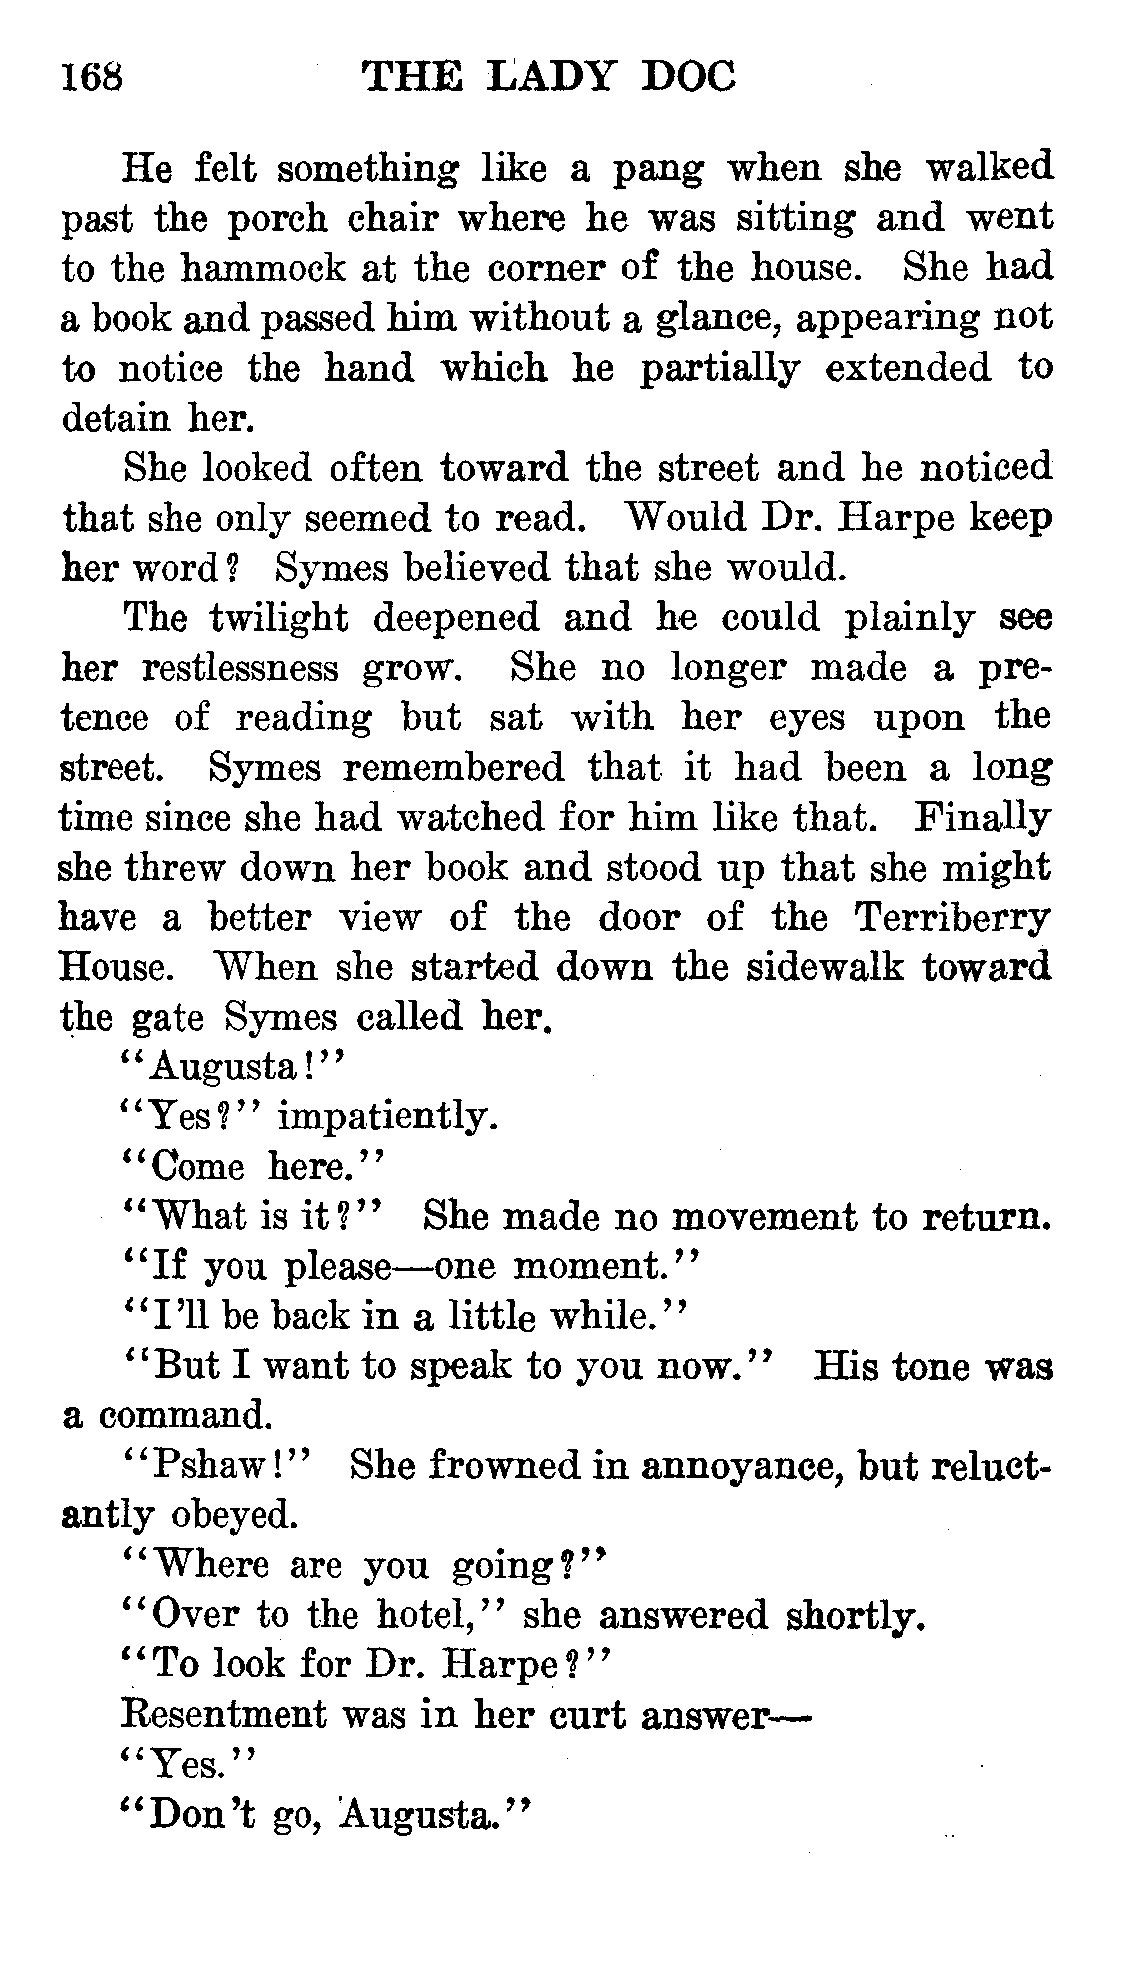 168 THE LADY DOC
He felt something like a pang when she walked
past the porch chair where he was sitting and went
to the hammock at the corner of the house. She had
a book and passed him without a glance, appearing not
to notice the hand which he partially extended to
detain her.
She looked often toward the street and he noticed
that she only seemed to read. Would Dr. Harpe keep
her word? Symes believed that she would.
The twilight deepened and he could plainly see
her restlessness grow. She no longer made a pre-
tence of reading but sat with her eyes upon the
street. Symes remembered that it had been a long
time since she had watched for him like that. Finally
she threw down her book and stood up that she might
have a better view of the door of the Terriberry
House. When she started down the sidewalk toward
the gate Symes called her.
"Augusta!"
"Yes?" impatiently.
"Come here."
"What is it?" She made no movement to return.
"If you please—one moment."
"I'll be back in a little while."
"But I want to speak to you now." His tone was
a command.
"Pshaw!" She frowned in annoyance, but reluct-
antly obeyed.
"Where are you going?"
"Over to the hotel," she answered shortly.
"To look for Dr. Harpe?"
Resentment was in her curt answer—
"Yes."
"Don't go, Augusta."